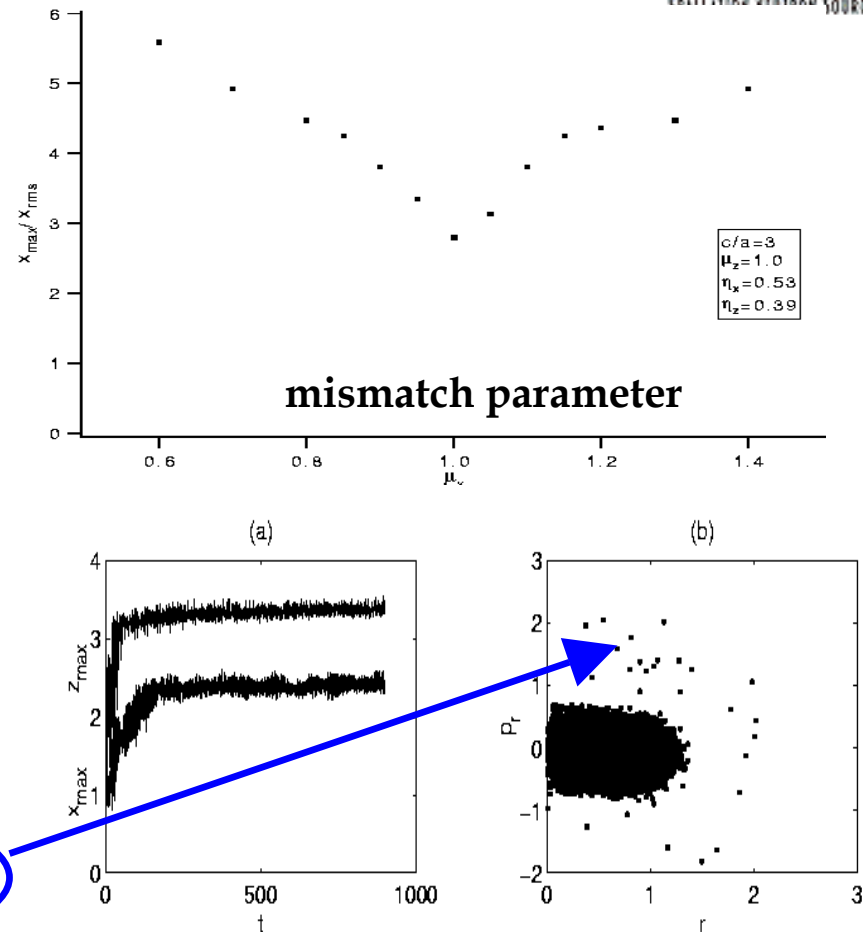 SOUR
6
5
4
3
2
1
0
x_max/ x_rms
c/a=3
μ_z=1.0
η_x=0.53
η_z=0.39
mismatch parameter
0.6 0.8 1.0 1.2 1.4
μ
(a) (b)
4
3
2
1
0
z_max
x_max
0 500 1000
t
3
2
1
0
−1
−2
P_r
0 1 2 3
r